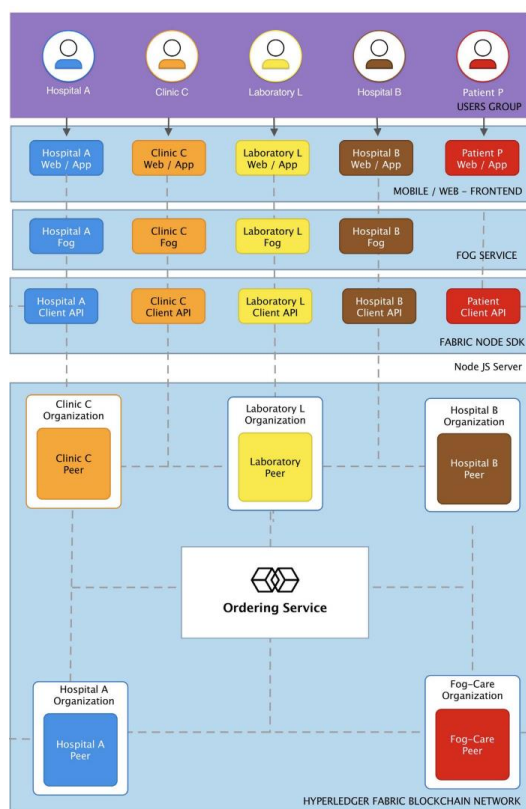 Hospital A
Clinic C
Laboratory L
Hospital B
Patient P
USERS GROUP
Hospital A
Web / App
Clinic C
Web / App
Laboratory L
Web / App
Hospital B
Web / App
Patient P
Web / App
MOBILE / WEB - FRONTEND
Hospital A
Fog
Clinic C
Fog
Laboratory L
Fog
Hospital B
Fog
FOG SERVICE
Hospital A
Client API
Clinic C
Client API
Laboratory L
Client API
Hospital B
Client API
Patient
Client API
FABRIC NODE SDK
Node JS Server
Clinic C
Organization
Clinic C
Peer
Laboratory L
Organization
Laboratory
Peer
Hospital B
Organization
Hospital B
Peer
Ordering Service
Hospital A
Organization
Hospital A
Peer
Fog-Care
Organization
Fog-Care
Peer
HYPERLEDGER FABRIC BLOCKCHAIN NETWORK